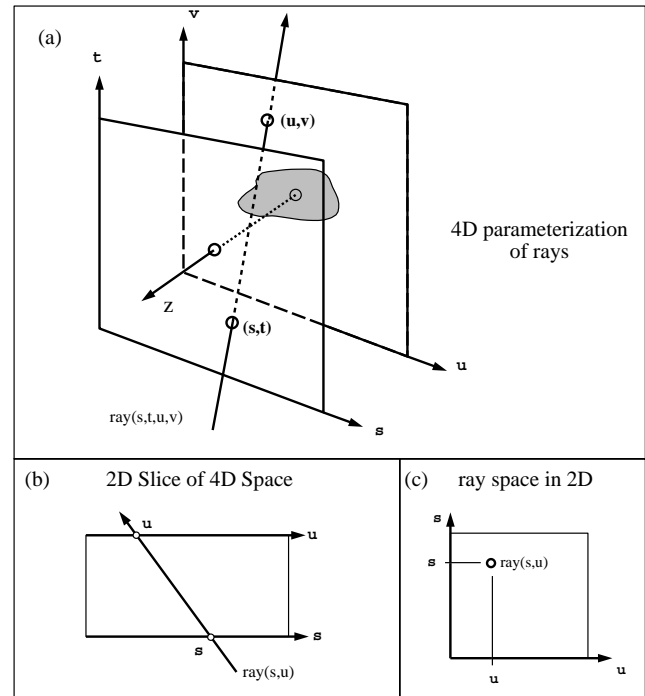 (a)
v
t
(u,v)
4D parameterization
of rays
z
(s,t)
u
ray(s,t,u,v)
s
(b) 2D Slice of 4D Space
u
u
s
s
ray(s,u)
(c) ray space in 2D
s
s
ray(s,u)
u
u